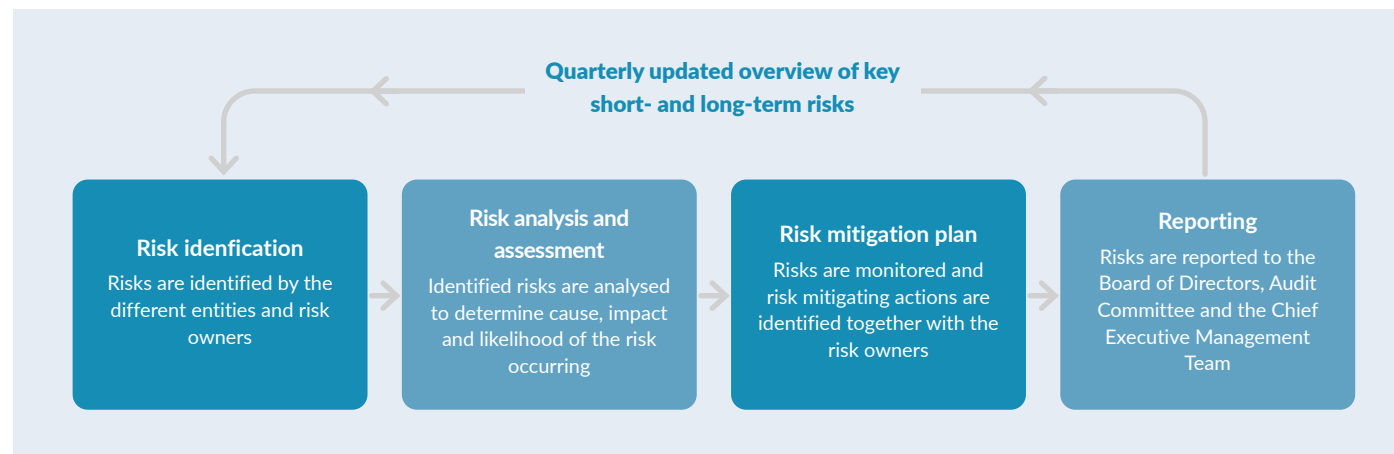 Quarterly updated overview of key
short- and long-term risks
Risk idenfication
Risks are identified by the
different entities and risk
owners
Risk analysis and
assessment
Identified risks are analysed
to determine cause, impact
and likelihood of the risk
occurring
Risk mitigation plan
Risks are monitored and
risk mitigating actions are
identified together with the
risk owners
Reporting
Risks are reported to the
Board of Directors, Audit
Committee and the Chief
Executive Management
Team